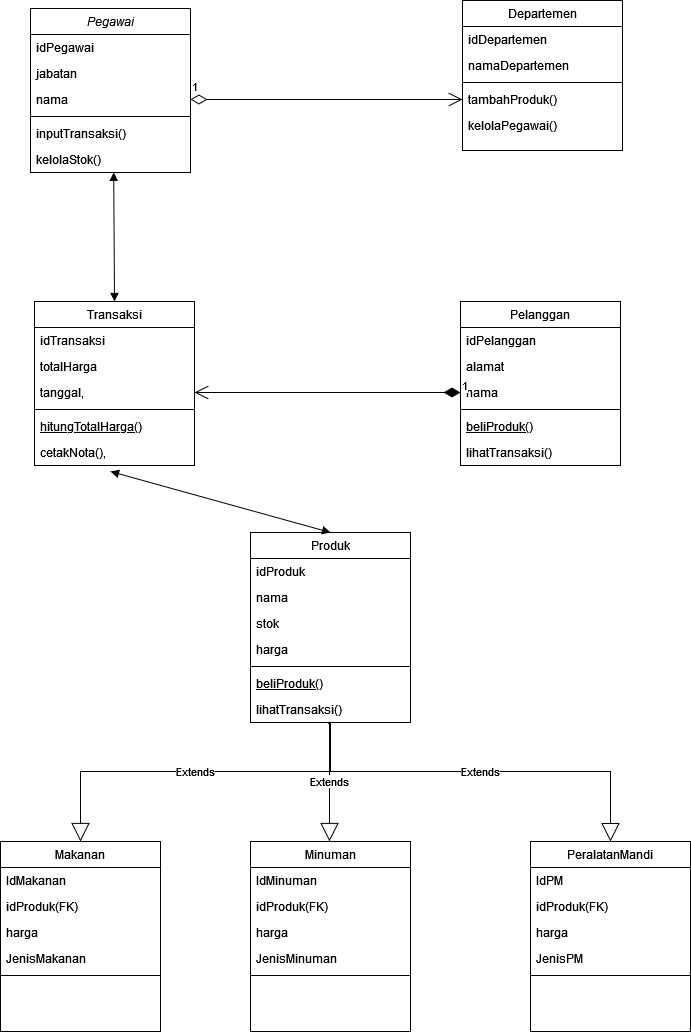 Pegawai
idPegawai
jabatan
nama
inputTransaksi()
kelolaStok()
1
Departemen
idDepartemen
namaDepartemen
tambahProduk()
kelolaPegawai()
Transaksi
idTransaksi
totalHarga
tanggal,
hitungTotalHarga()
cetakNota(),
Pelanggan
idPelanggan
alamat
1
nama
beliProduk()
lihatTransaksi()
Produk
idProduk
nama
stok
harga
beliProduk()
lihatTransaksi()
Extends
Extends
Extends
Makanan
IdMakanan
idProduk(FK)
harga
JenisMakanan
Minuman
IdMinuman
idProduk(FK)
harga
JenisMinuman
PeralatanMandi
IdPM
idProduk(FK)
harga
JenisPM